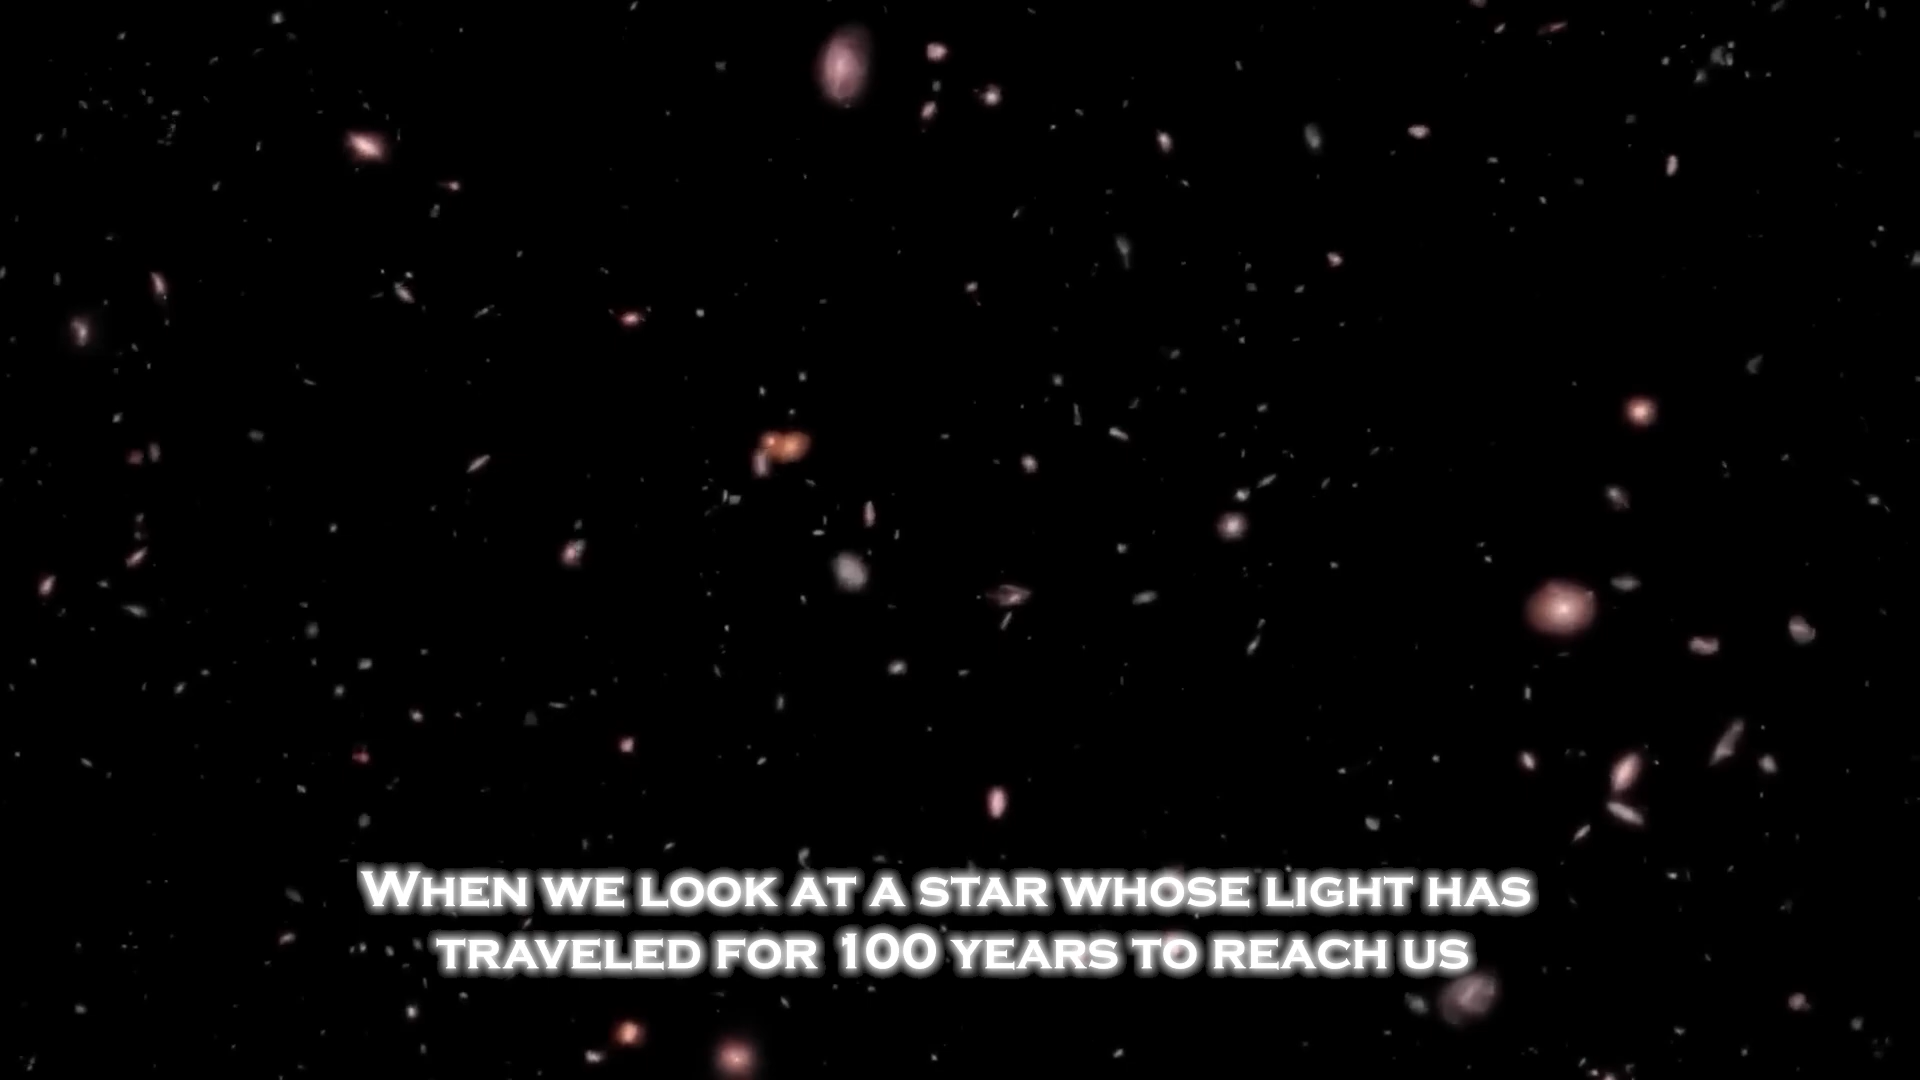 When we look at a star whose light has
traveled for 100 years to reach us